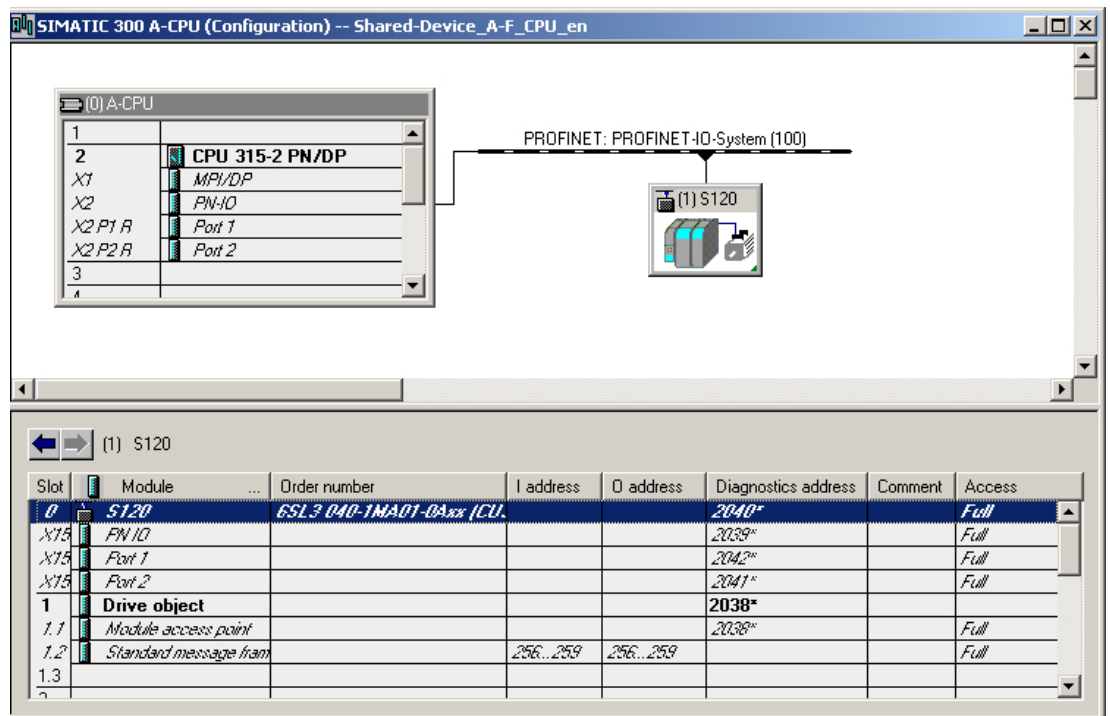 SIMATIC 300 A-CPU (Configuration) -- Shared-Device_A-F_CPU_en
(0) A-CPU
1
2 CPU 315-2 PN/DP
X1 MPI/DP
X2 PN-IO
X2 P1 R Port 1
X2 P2 R Port 2
3
4
PROFINET: PROFINET-IO-System (100)
(1) S120
(1) S120
Slot Module ... Order number I address O address Diagnostics address Comment Access
0 S120 6SL3 040-1MA01-0Axx (CU. 2040* Full
X15 PN IO 2039* Full
X15 Port 1 2042* Full
X15 Port 2 2041* Full
1 Drive object 2038*
1.1 Module access point 2038* Full
1.2 Standard message fram 256...259 256...259 Full
1.3
2